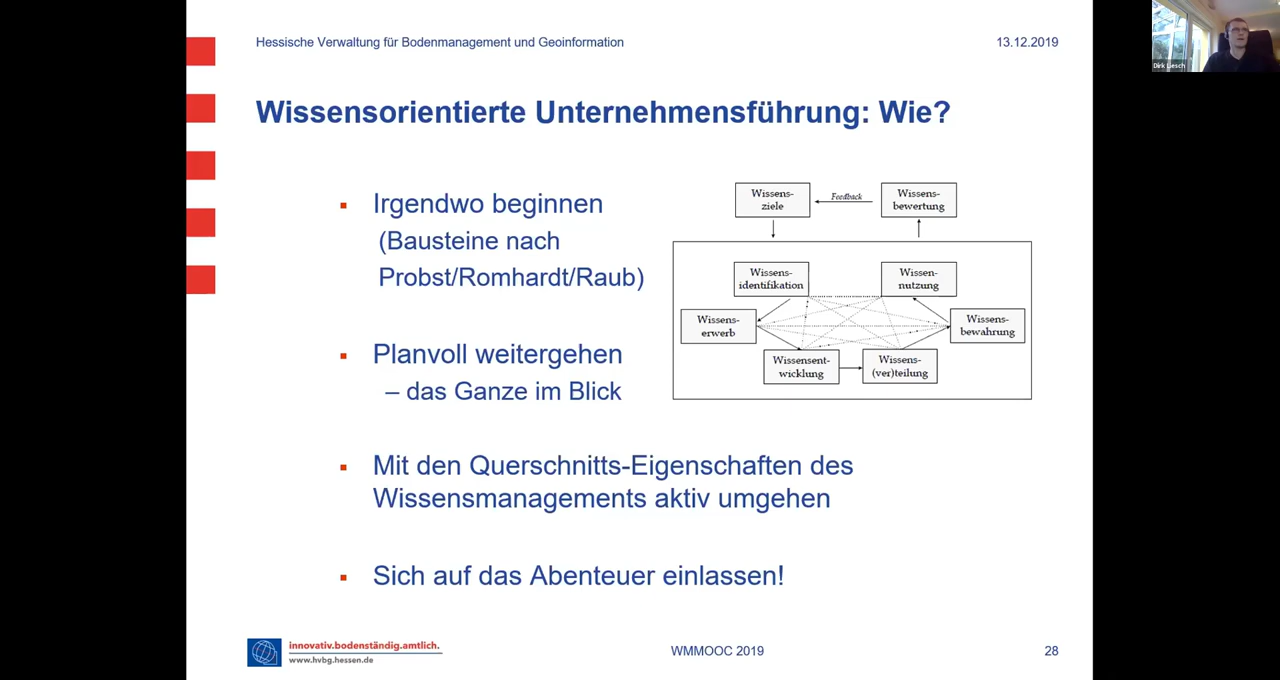 Hessische Verwaltung für Bodenmanagement und Geoinformation
13.12.2019
Dirk Liesch
Wissensorientierte Unternehmensführung: Wie?
Irgendwo beginnen
(Bausteine nach
Probst/Romhardt/Raub)
Planvoll weitergehen
– das Ganze im Blick
Mit den Querschnitts-Eigenschaften des
Wissensmanagements aktiv umgehen
Sich auf das Abenteuer einlassen!
Wissens-
ziele
Feedback
Wissens-
bewertung
Wissens-
identifikation
Wissen-
nutzung
Wissens-
erwerb
Wissens-
bewahrung
Wissensent-
wicklung
Wissens-
(ver)teilung
innovativ.bodenständig.amtlich.
www.hvbg.hessen.de
WMMOOC 2019
28